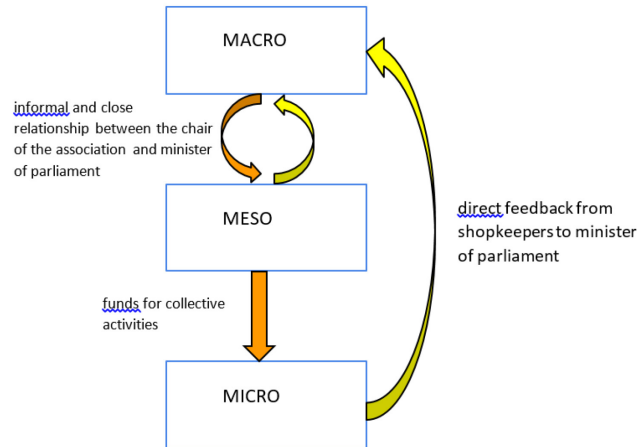 MACRO
informal and close
relationship between the chair
of the association and minister
of parliament
MESO
direct feedback from
shopkeepers to minister
of parliament
funds for collective
activities
MICRO